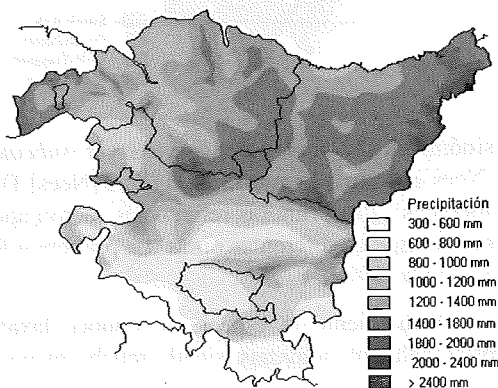 Precipitación
300 - 600 mm
600 - 800 mm
800 - 1000 mm
1000 - 1200 mm
1200 - 1400 mm
1400 - 1800 mm
1800 - 2000 mm
2000 - 2400 mm
> 2400 mm